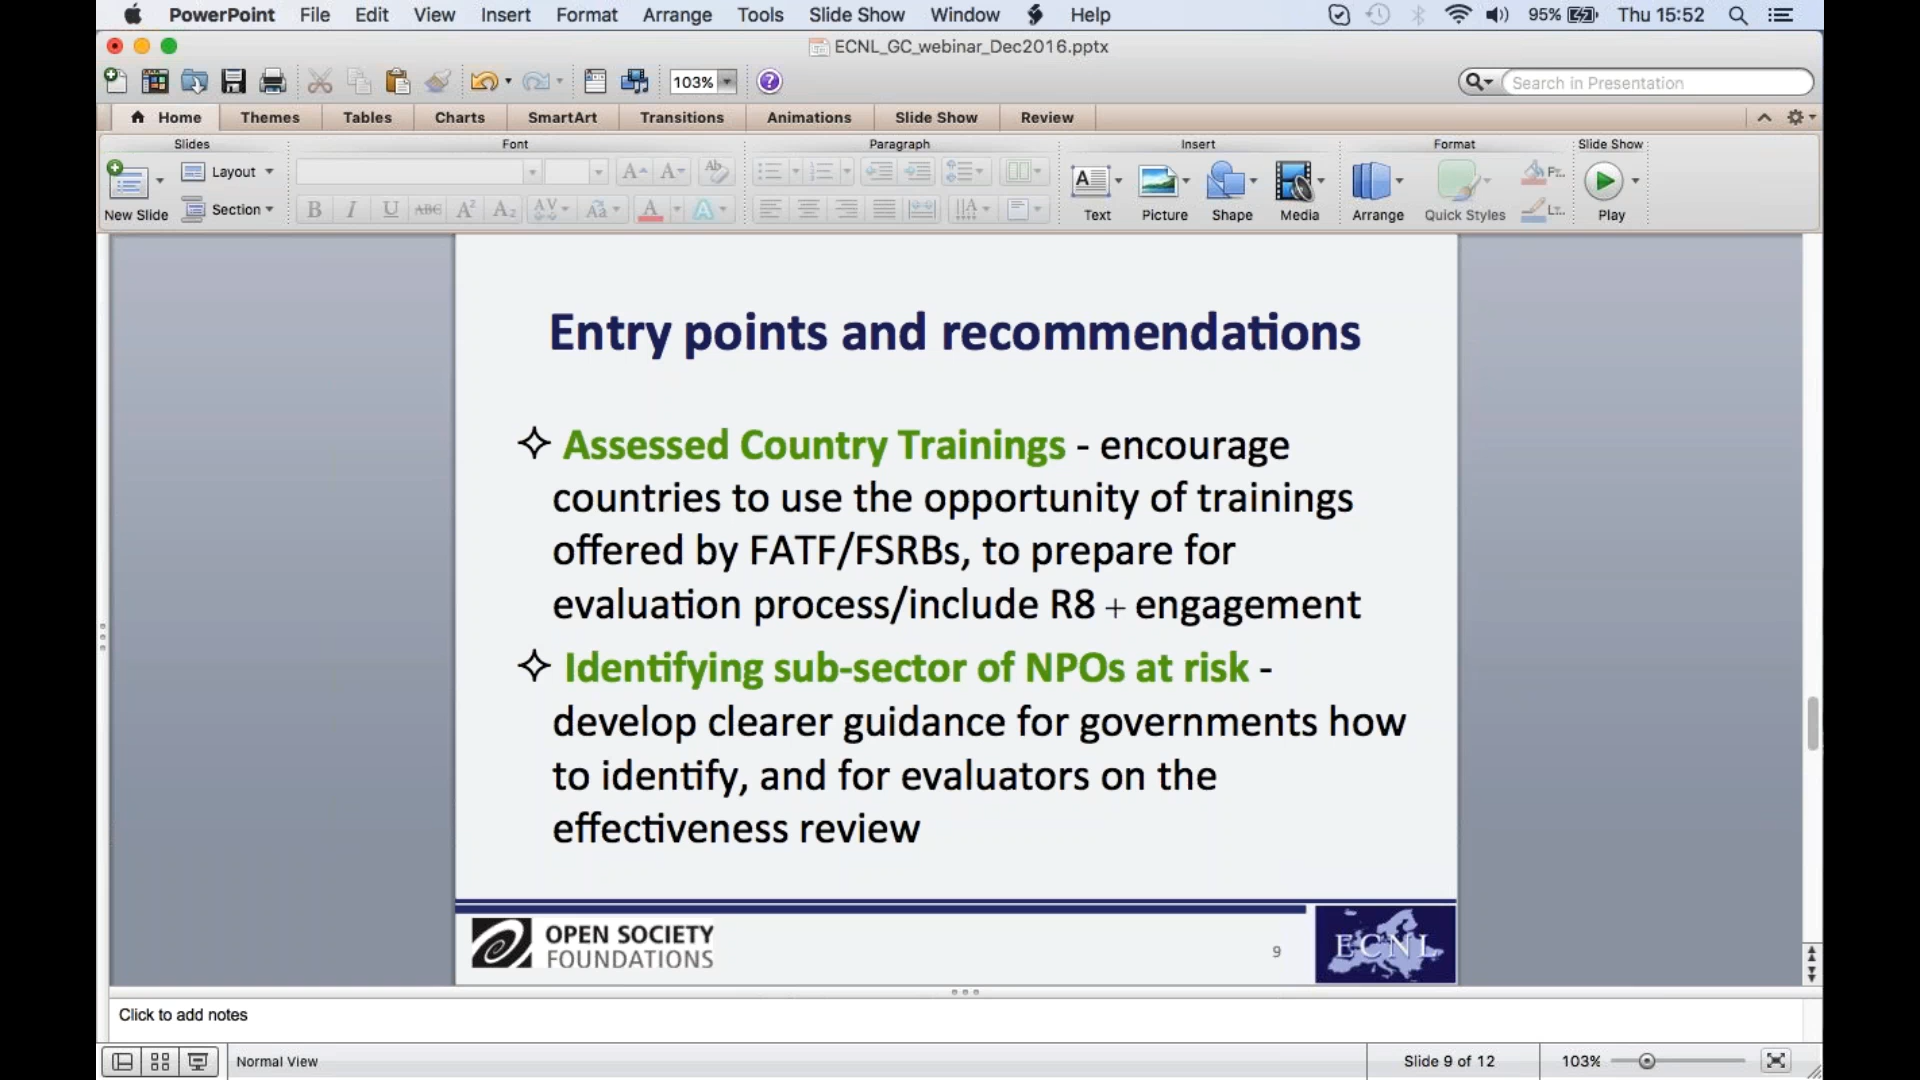 PowerPoint File Edit View Insert Format Arrange Tools Slide Show Window Help 95% Thu 15:52
ECNL_GC_webinar_Dec2016.pptx
103% Search in Presentation
Home Themes Tables Charts SmartArt Transitions Animations Slide Show Review
Slides Font Paragraph Insert Format Slide Show
Layout
New Slide Section
B I U ABC A² A₂ AV Aa A A
Text Picture Shape Media Arrange Quick Styles Play
Entry points and recommendations
✧ Assessed Country Trainings - encourage
countries to use the opportunity of trainings
offered by FATF/FSRBs, to prepare for
evaluation process/include R8 + engagement
✧ Identifying sub-sector of NPOs at risk -
develop clearer guidance for governments how
to identify, and for evaluators on the
effectiveness review
OPEN SOCIETY
FOUNDATIONS
9
ECNL
Click to add notes
Normal View Slide 9 of 12 103%